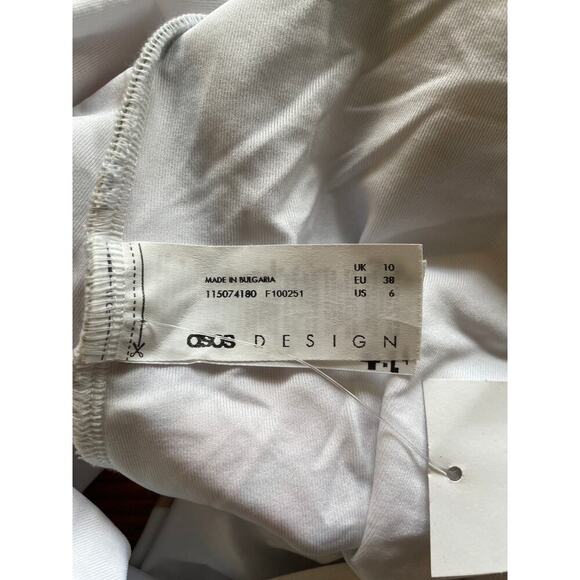 MADE IN BULGARIA
115074180 F100251
UK 10
EU 38
US 6
asos DESIGN